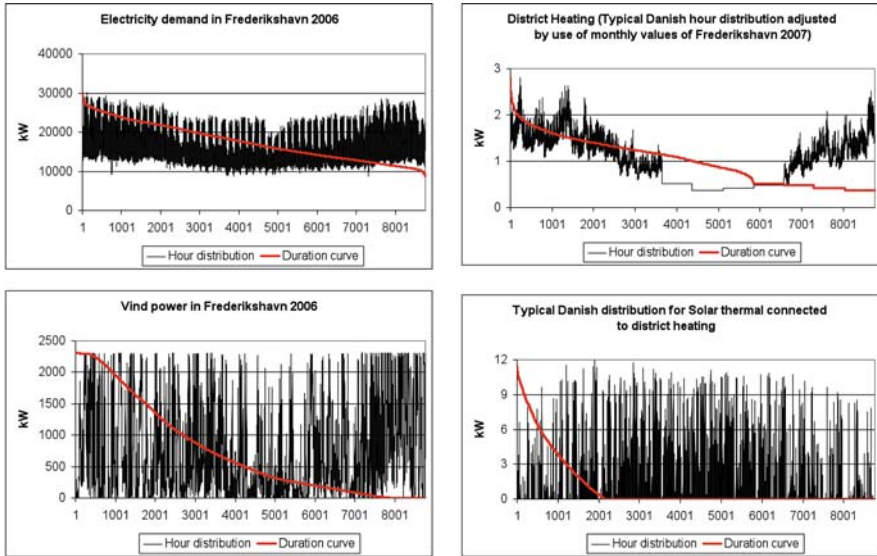 Electricity demand in Frederikshavn 2006
40000
30000
20000
10000
0
kW
1 1001 2001 3001 4001 5001 6001 7001 8001
Hour distribution Duration curve
District Heating (Typical Danish hour distribution adjusted
by use of monthly values of Frederikshavn 2007)
3
2
1
0
kW
1 1001 2001 3001 4001 5001 6001 7001 8001
Hour distribution Duration curve
Vind power in Frederikshavn 2006
2500
2000
1500
1000
500
0
kW
1 1001 2001 3001 4001 5001 6001 7001 8001
Hour distribution Duration curve
Typical Danish distribution for Solar thermal connected
to district heating
12
9
6
3
0
kW
1 1001 2001 3001 4001 5001 6001 7001 8001
Hour distribution Duration curve